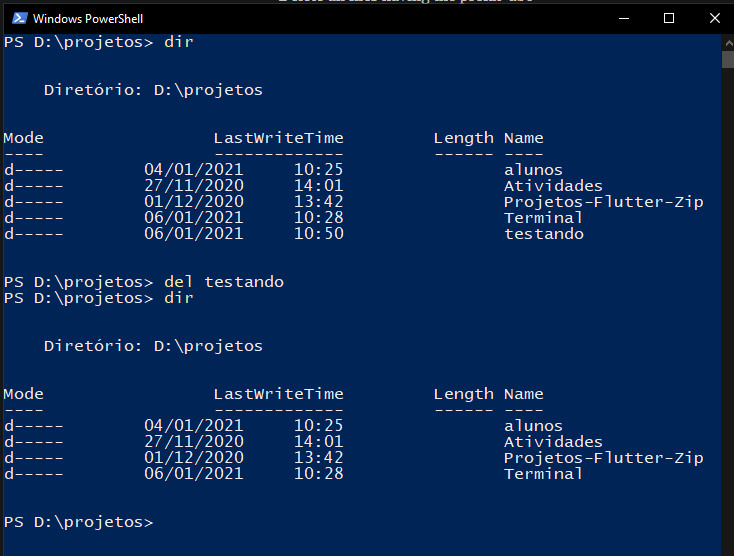 Windows PowerShell
PS D:\projetos> dir
Diretório: D:\projetos
Mode LastWriteTime Length Name
---- ------------- ------ ----
d----- 04/01/2021 10:25 alunos
d----- 27/11/2020 14:01 Atividades
d----- 01/12/2020 13:42 Projetos-Flutter-Zip
d----- 06/01/2021 10:28 Terminal
d----- 06/01/2021 10:50 testando
PS D:\projetos> del testando
PS D:\projetos> dir
Diretório: D:\projetos
Mode LastWriteTime Length Name
---- ------------- ------ ----
d----- 04/01/2021 10:25 alunos
d----- 27/11/2020 14:01 Atividades
d----- 01/12/2020 13:42 Projetos-Flutter-Zip
d----- 06/01/2021 10:28 Terminal
PS D:\projetos>